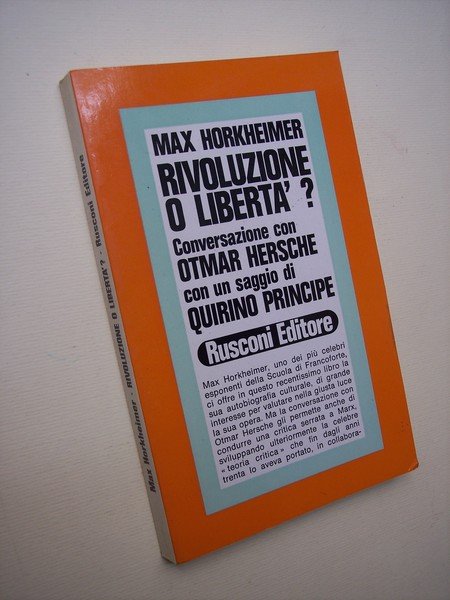 MAX HORKHEIMER
RIVOLUZIONE
O LIBERTA' ?
Conversazione con
OTMAR HERSCHE
con un saggio di
QUIRINO PRINCIPE
Rusconi Editore
Max Horkheimer, uno dei più celebri
esponenti della Scuola di Francoforte,
ci offre in questo recentissimo libro la
sua autobiografia culturale, di grande
interesse per valutare nella giusta luce
la sua opera. Ma la conversazione con
Otmar Hersche gli permette anche di
condurre una critica serrata a Marx,
sviluppando ulteriormente la celebre
« teoria critica » che fin dagli anni
trenta lo aveva portato, in collabora-
Max Horkheimer - RIVOLUZIONE O LIBERTA'? - Rusconi Editore